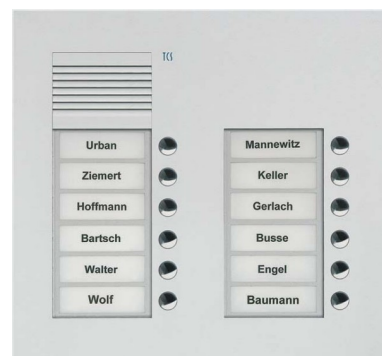 TCS
Urban
Ziemert
Hoffmann
Bartsch
Walter
Wolf
Mannewitz
Keller
Gerlach
Busse
Engel
Baumann